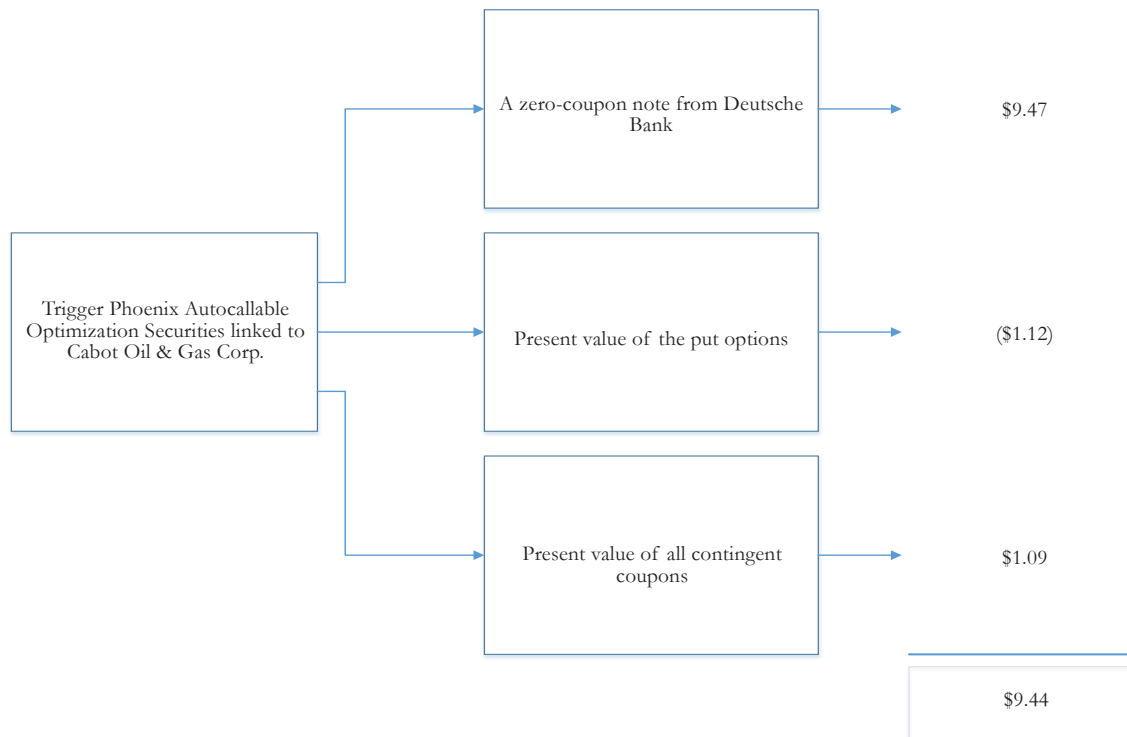 A zero-coupon note from Deutsche
Bank
$9.47
Trigger Phoenix Autocallable
Optimization Securities linked to
Cabot Oil & Gas Corp.
Present value of the put options
($1.12)
Present value of all contingent
coupons
$1.09
$9.44